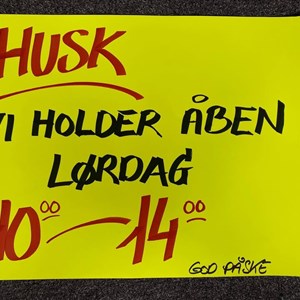 HUSK
VI HOLDER ÅBEN
LØRDAG
10⁰⁰ — 14⁰⁰
GOD PÅSKE